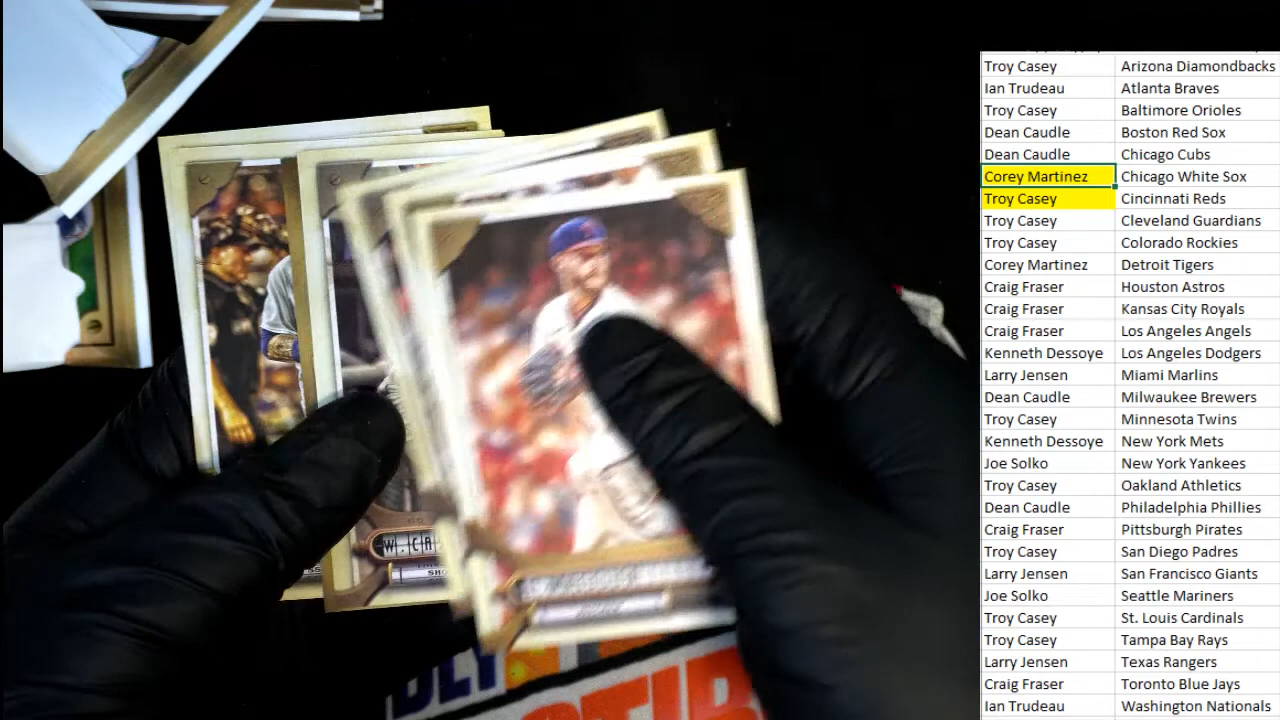 Troy Casey Arizona Diamondbacks
Ian Trudeau Atlanta Braves
Troy Casey Baltimore Orioles
Dean Caudle Boston Red Sox
Dean Caudle Chicago Cubs
Corey Martinez Chicago White Sox
Troy Casey Cincinnati Reds
Troy Casey Cleveland Guardians
Troy Casey Colorado Rockies
Corey Martinez Detroit Tigers
Craig Fraser Houston Astros
Craig Fraser Kansas City Royals
Craig Fraser Los Angeles Angels
Kenneth Dessoye Los Angeles Dodgers
Larry Jensen Miami Marlins
Dean Caudle Milwaukee Brewers
Troy Casey Minnesota Twins
Kenneth Dessoye New York Mets
Joe Solko New York Yankees
Troy Casey Oakland Athletics
Dean Caudle Philadelphia Phillies
Craig Fraser Pittsburgh Pirates
Troy Casey San Diego Padres
Larry Jensen San Francisco Giants
Joe Solko Seattle Mariners
Troy Casey St. Louis Cardinals
Troy Casey Tampa Bay Rays
Larry Jensen Texas Rangers
Craig Fraser Toronto Blue Jays
Ian Trudeau Washington Nationals
W.CA
SHO